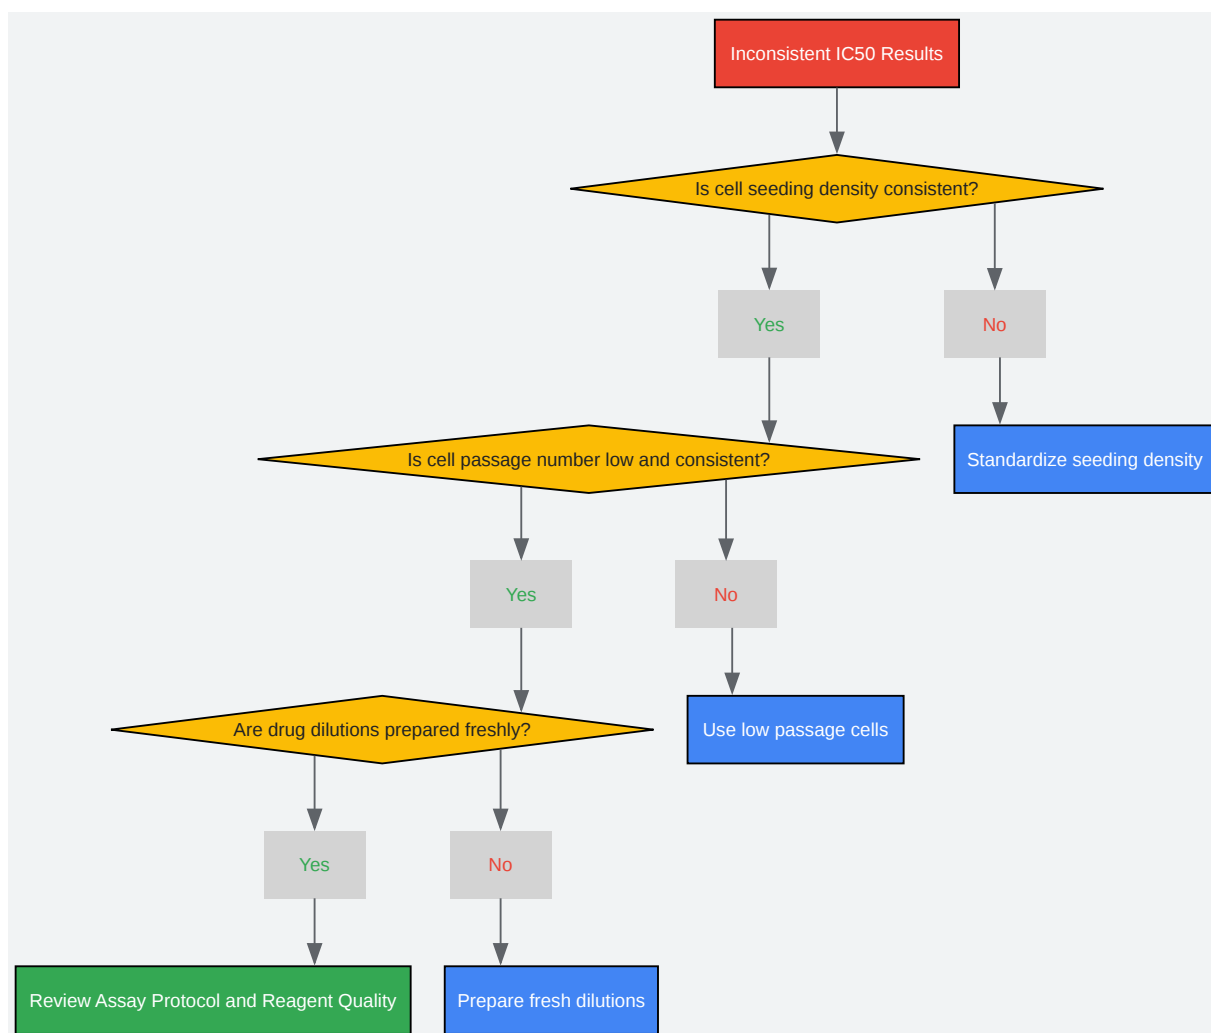 Inconsistent IC50 Results
Is cell seeding density consistent?
Yes
No
Is cell passage number low and consistent?
Standardize seeding density
Yes
No
Are drug dilutions prepared freshly?
Use low passage cells
Yes
No
Review Assay Protocol and Reagent Quality
Prepare fresh dilutions